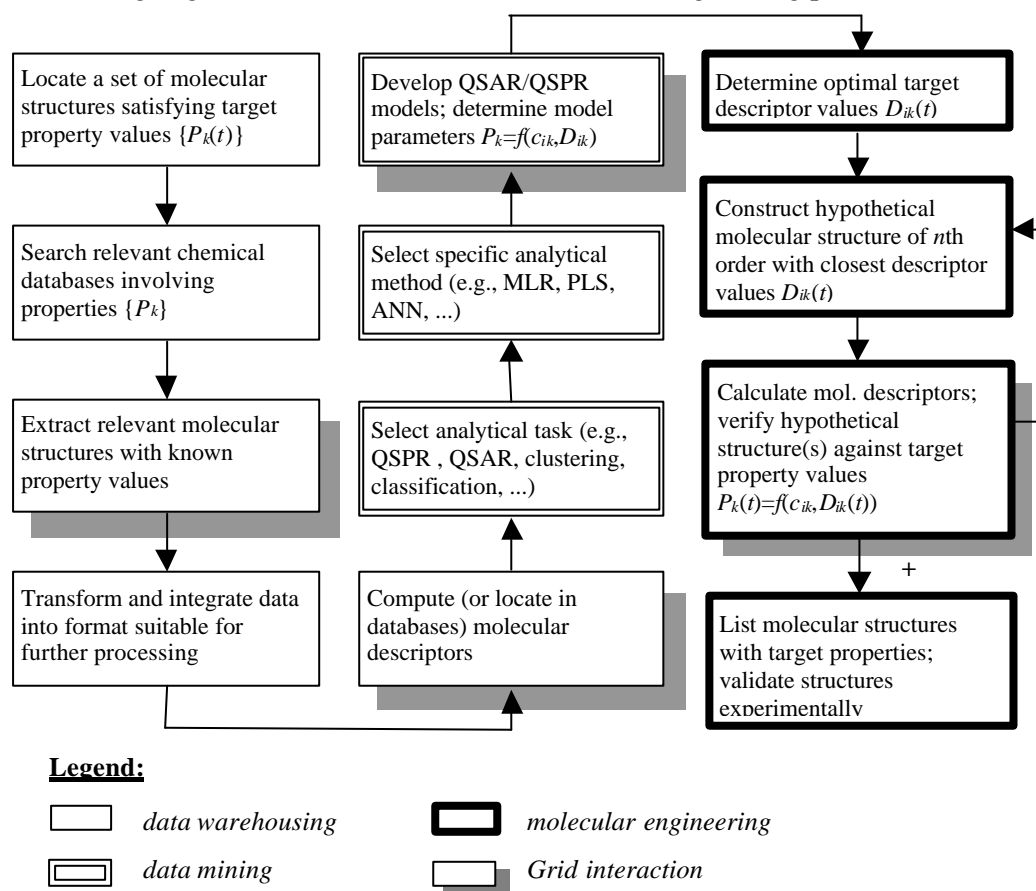 Locate a set of molecular
structures satisfying target
property values {Pk(t)}
Search relevant chemical
databases involving
properties {Pk}
Extract relevant molecular
structures with known
property values
Transform and integrate data
into format suitable for
further processing
Compute (or locate in
databases) molecular
descriptors
Select analytical task (e.g.,
QSPR , QSAR, clustering,
classification, ...)
Select specific analytical
method (e.g., MLR, PLS,
ANN, ...)
Develop QSAR/QSPR
models; determine model
parameters Pk=f(cik,Dik)
Determine optimal target
descriptor values Dik(t)
Construct hypothetical
molecular structure of nth
order with closest descriptor
values Dik(t)
Calculate mol. descriptors;
verify hypothetical
structure(s) against target
property values
Pk(t)=f(cik,Dik(t))
+
List molecular structures
with target properties;
validate structures
experimentally
Legend:
data warehousing
molecular engineering
data mining
Grid interaction